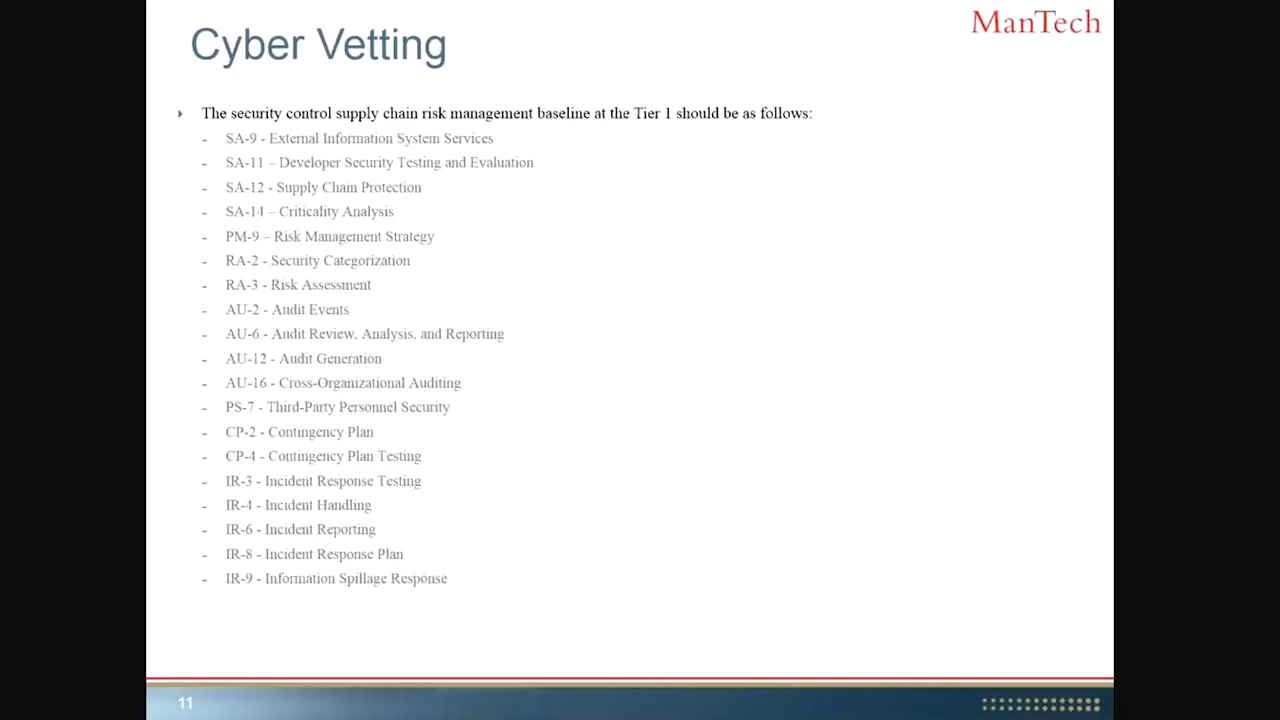 ManTech
Cyber Vetting
The security control supply chain risk management baseline at the Tier 1 should be as follows:
- SA-9 - External Information System Services
- SA-11 – Developer Security Testing and Evaluation
- SA-12 - Supply Chain Protection
- SA-14 – Criticality Analysis
- PM-9 – Risk Management Strategy
- RA-2 - Security Categorization
- RA-3 - Risk Assessment
- AU-2 - Audit Events
- AU-6 - Audit Review, Analysis, and Reporting
- AU-12 - Audit Generation
- AU-16 - Cross-Organizational Auditing
- PS-7 - Third-Party Personnel Security
- CP-2 - Contingency Plan
- CP-4 - Contingency Plan Testing
- IR-3 - Incident Response Testing
- IR-4 - Incident Handling
- IR-6 - Incident Reporting
- IR-8 - Incident Response Plan
- IR-9 - Information Spillage Response
11